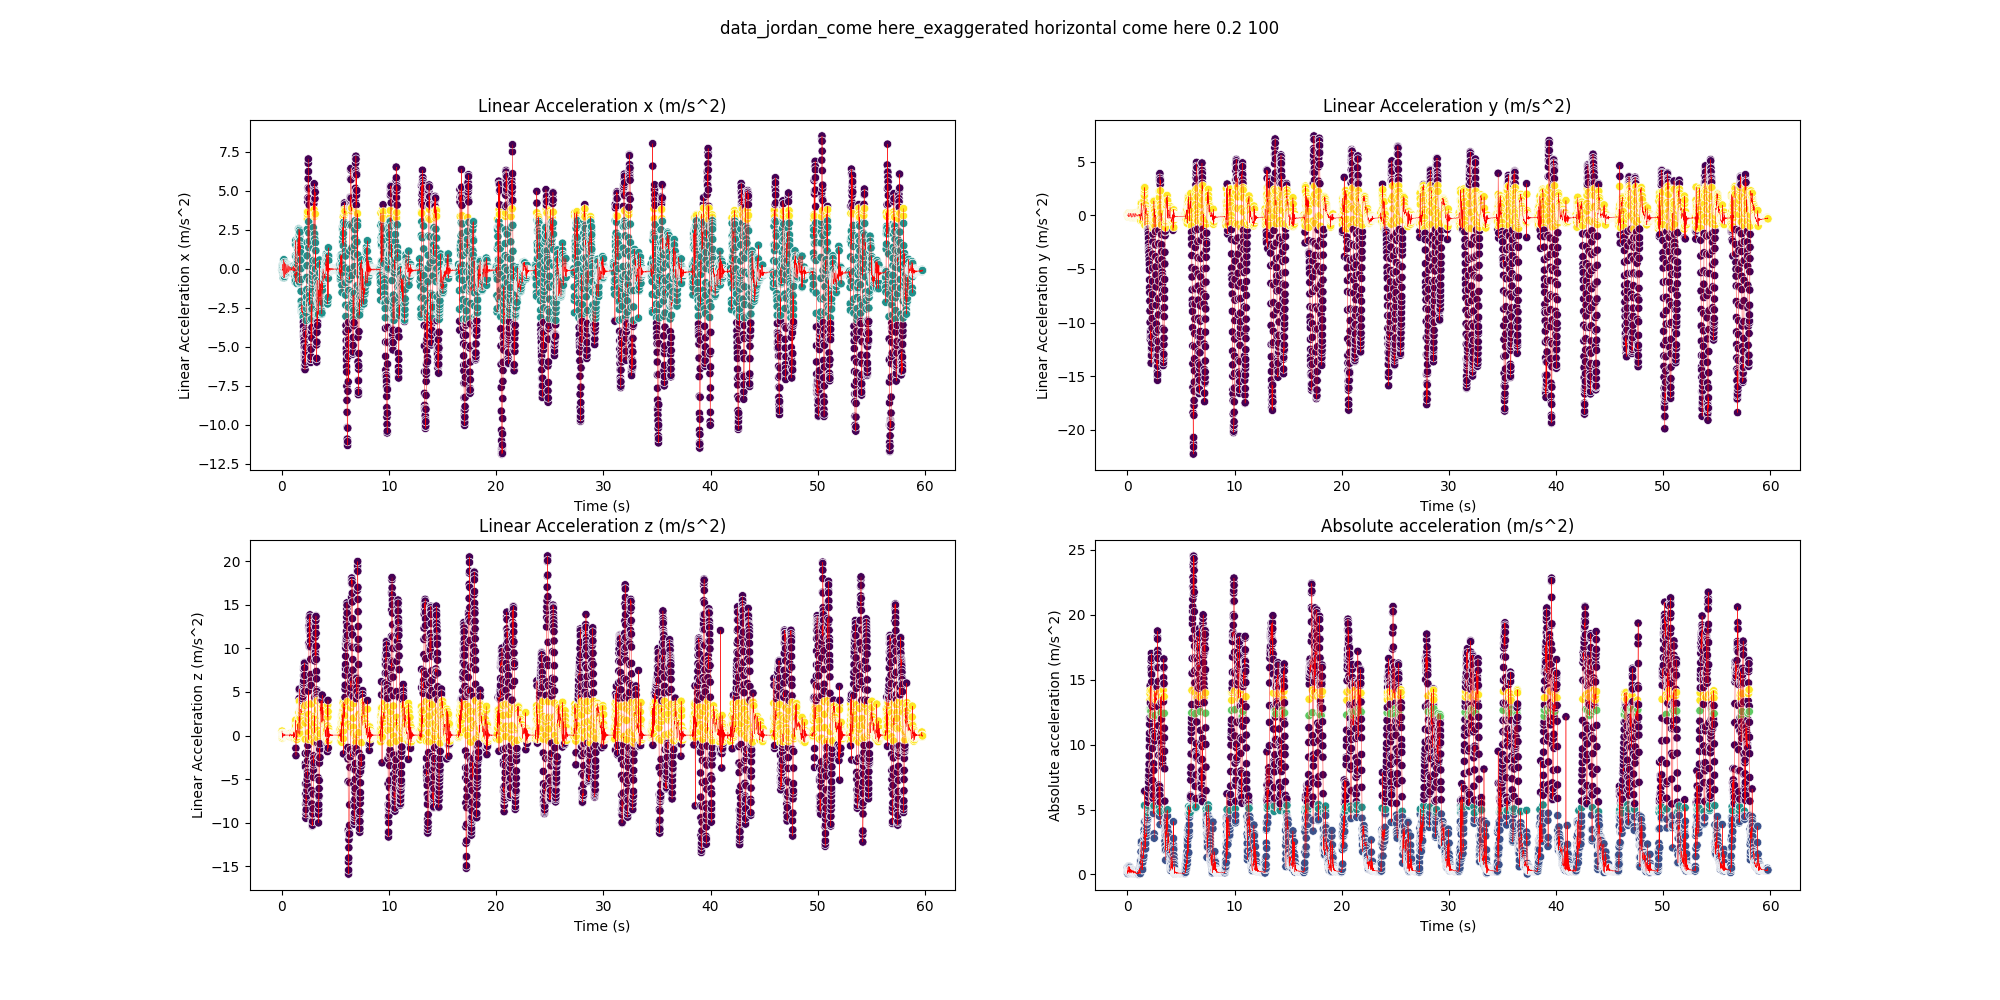 data_jordan_come here_exaggerated horizontal come here 0.2 100
Linear Acceleration x (m/s^2)
Linear Acceleration x (m/s^2)
7.5
5.0
2.5
0.0
−2.5
−5.0
−7.5
−10.0
−12.5
0 10 20 30 40 50 60
Time (s)
Linear Acceleration y (m/s^2)
Linear Acceleration y (m/s^2)
5
0
−5
−10
−15
−20
0 10 20 30 40 50 60
Time (s)
Linear Acceleration z (m/s^2)
Linear Acceleration z (m/s^2)
20
15
10
5
0
−5
−10
−15
0 10 20 30 40 50 60
Time (s)
Absolute acceleration (m/s^2)
Absolute acceleration (m/s^2)
25
20
15
10
5
0
0 10 20 30 40 50 60
Time (s)